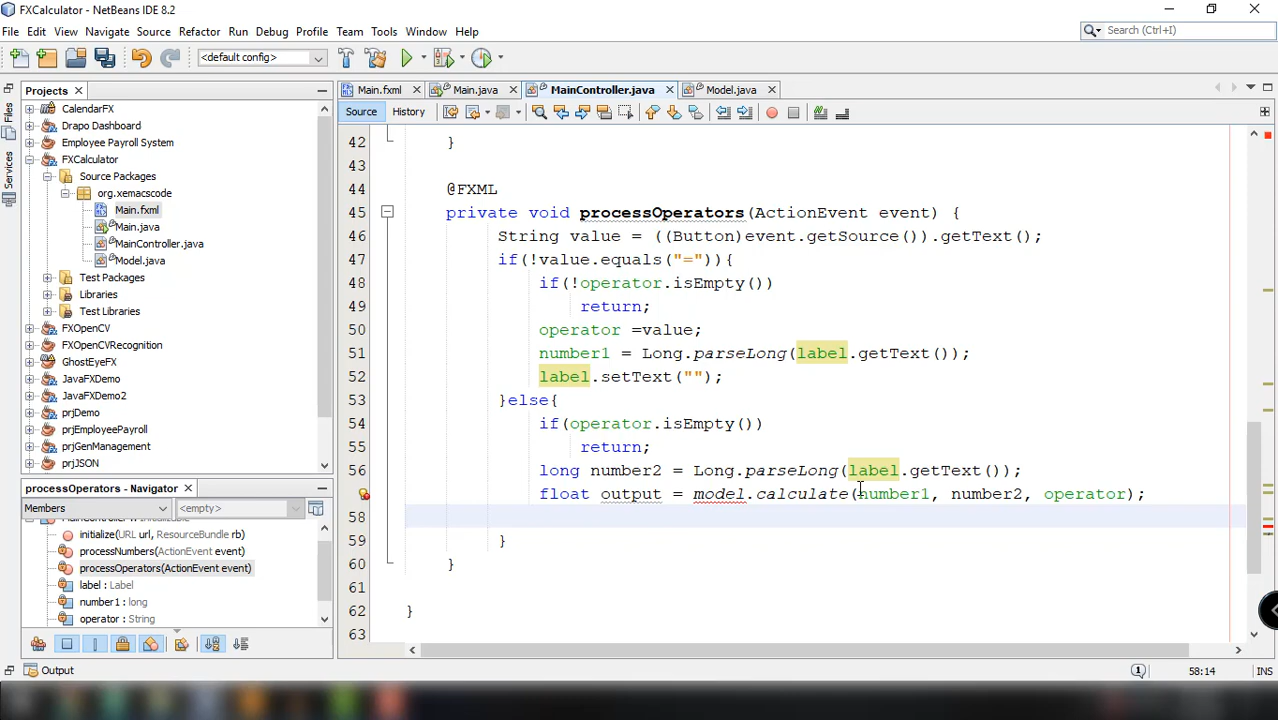 FXCalculator - NetBeans IDE 8.2
File Edit View Navigate Source Refactor Run Debug Profile Team Tools Window Help
Search (Ctrl+I)
<default config>
Projects
Files
Services
CalendarFX
Drapo Dashboard
Employee Payroll System
FXCalculator
Source Packages
org.xemacscode
Main.fxml
Main.java
MainController.java
Model.java
Test Packages
Libraries
Test Libraries
FXOpenCV
FXOpenCVRecognition
GhostEyeFX
JavaFXDemo
JavaFXDemo2
prjDemo
prjEmployeePayroll
prjGenManagement
prjJSON
processOperators - Navigator
Members <empty>
initialize(URL url, ResourceBundle rb)
processNumbers(ActionEvent event)
processOperators(ActionEvent event)
label : Label
number1 : long
operator : String
Main.fxml Main.java MainController.java Model.java
Source History
42 }
43
44 @FXML
45 private void processOperators(ActionEvent event) {
46 String value = ((Button)event.getSource()).getText();
47 if(!value.equals("=")){
48 if(!operator.isEmpty())
49 return;
50 operator =value;
51 number1 = Long.parseLong(label.getText());
52 label.setText("");
53 }else{
54 if(operator.isEmpty())
55 return;
56 long number2 = Long.parseLong(label.getText());
57 float output = model.calculate(number1, number2, operator);
58
59 }
60 }
61
62 }
63
Output
1
58:14 INS